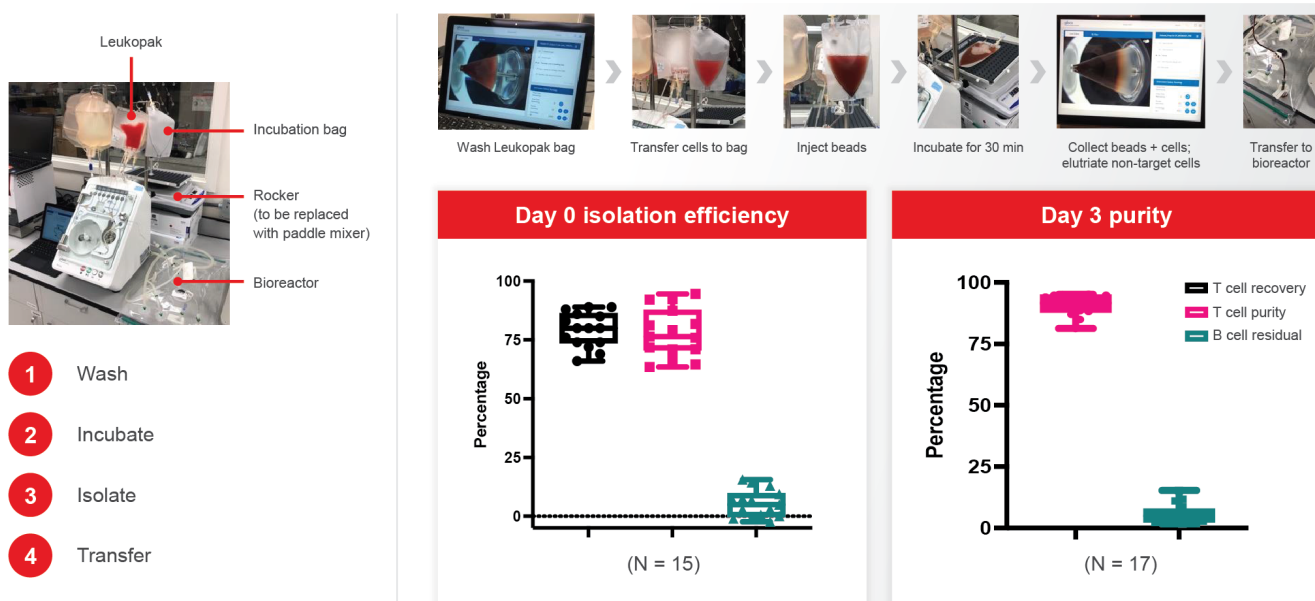 Leukopak
Incubation bag
Rocker
(to be replaced
with paddle mixer)
Bioreactor
1 Wash
2 Incubate
3 Isolate
4 Transfer
Wash Leukopak bag
Transfer cells to bag
Inject beads
Incubate for 30 min
Collect beads + cells;
elutriate non-target cells
Transfer to
bioreactor
Day 0 isolation efficiency
Percentage
100
75
50
25
0
(N = 15)
Day 3 purity
Percentage
100
75
50
25
0
T cell recovery
T cell purity
B cell residual
(N = 17)